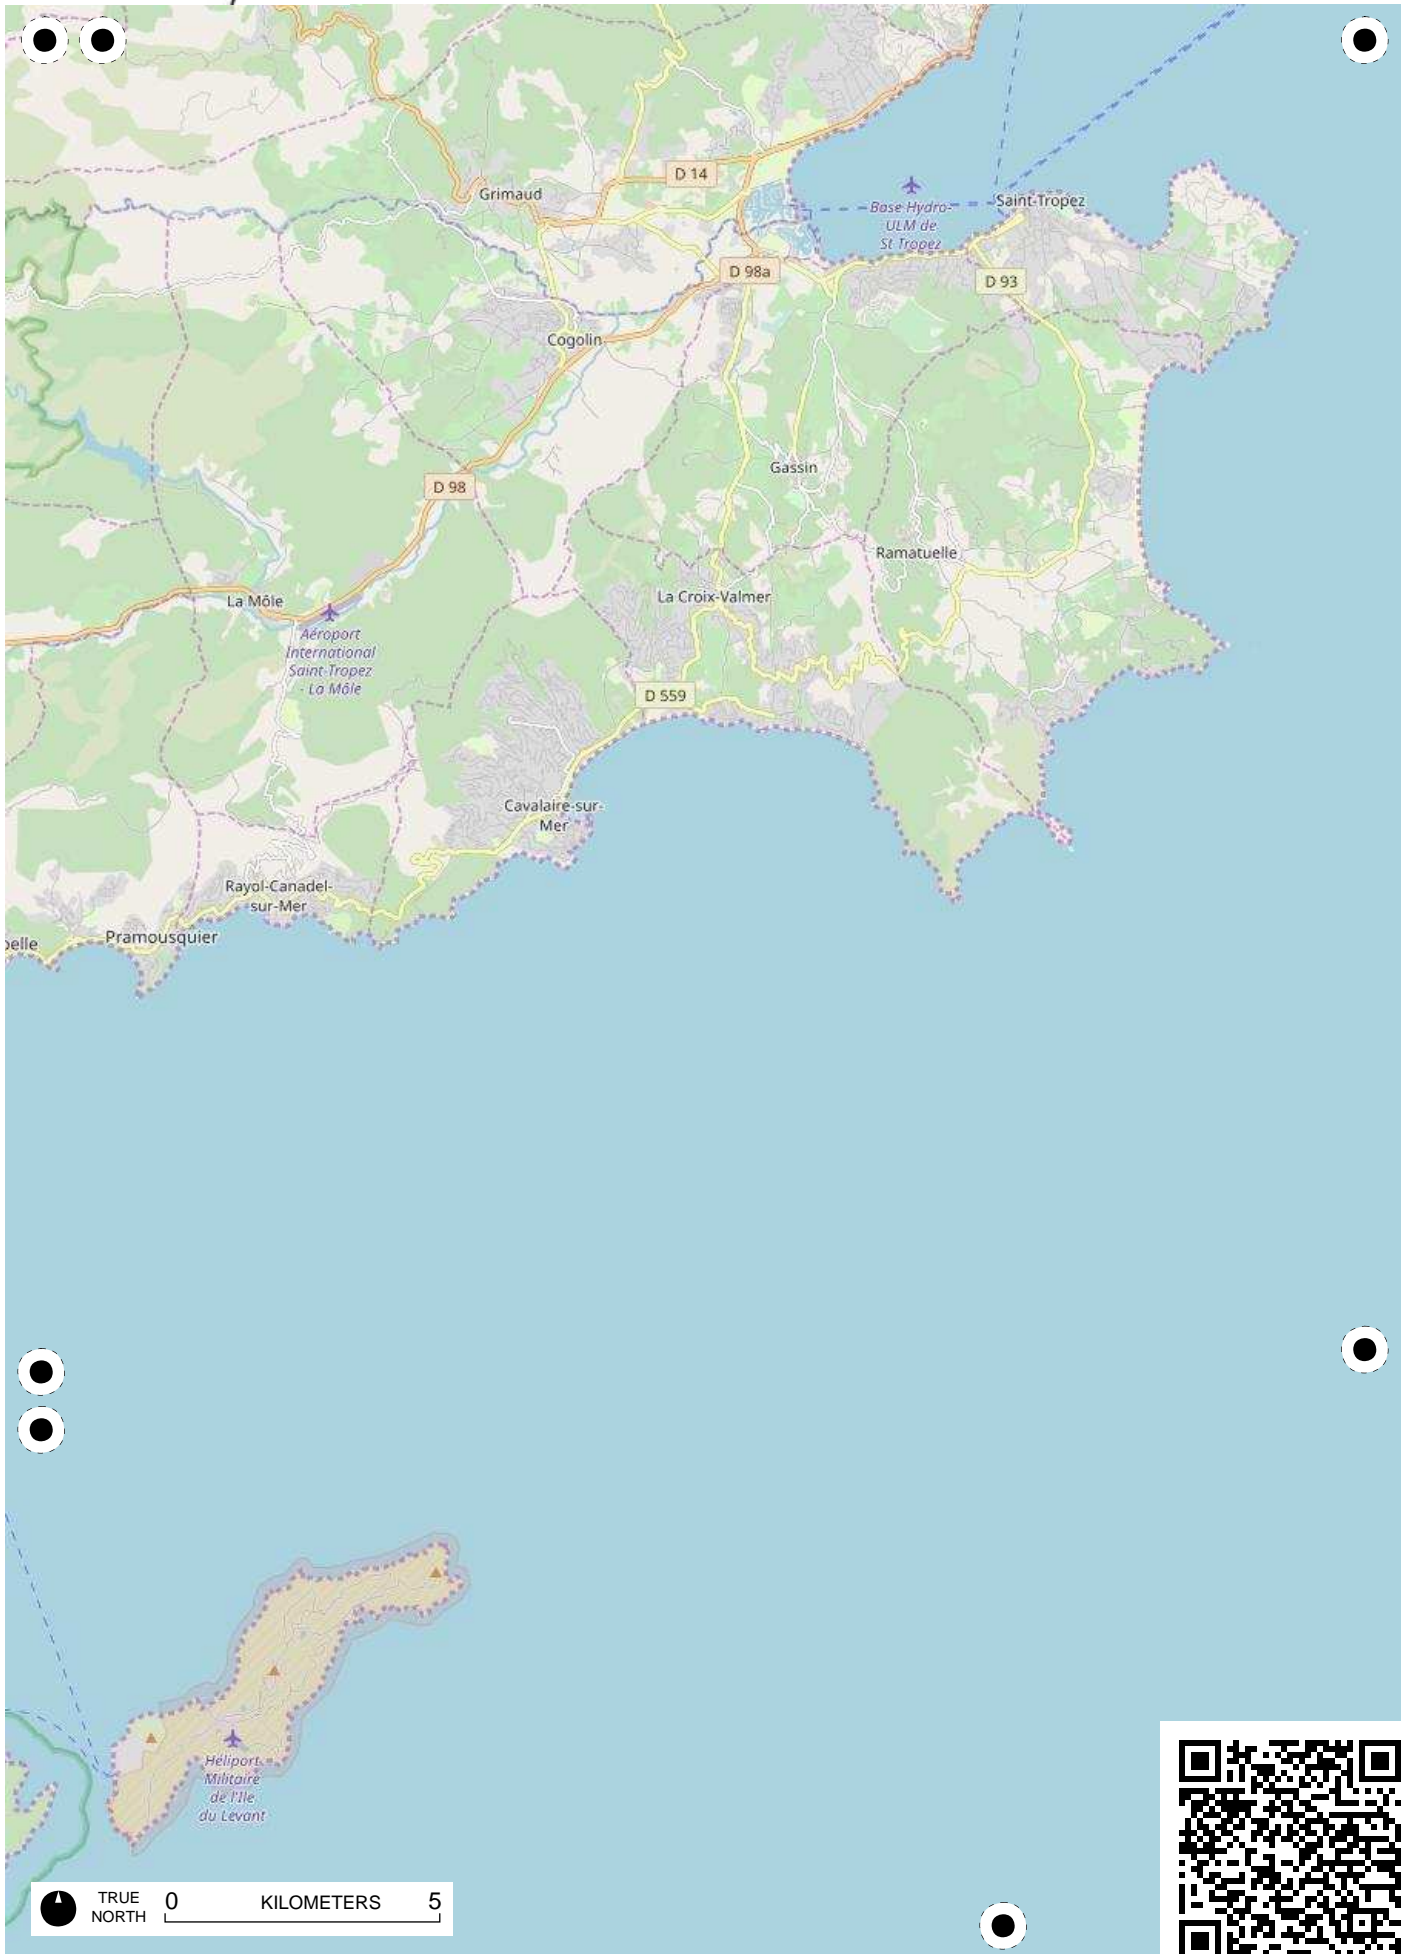 D 14
Grimaud
Saint-Tropez
Base Hydro-
ULM de
St Tropez
D 98a
D 93
Cogolin
Gassin
D 98
Ramatuelle
La Croix-Valmer
La Môle
Aéroport
International
Saint-Tropez
- La Môle
D 559
Cavalaire-sur-
Mer
Rayol-Canadel-
sur-Mer
Pramousquier
elle
Héliport
Militaire
de l'Ile
du Levant
TRUE
NORTH
0 KILOMETERS 5